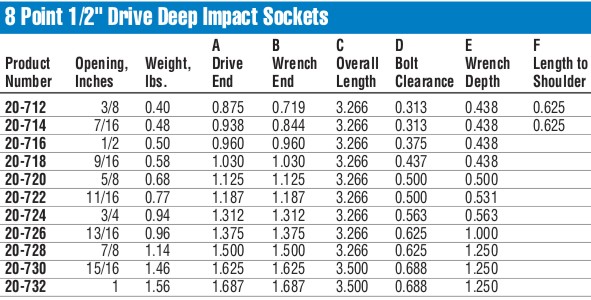 8 Point 1/2" Drive Deep Impact Sockets
A B C D E F
Product Opening, Weight, Drive Wrench Overall Bolt Wrench Length to
Number Inches lbs. End End Length Clearance Depth Shoulder
20-712 3/8 0.40 0.875 0.719 3.266 0.313 0.438 0.625
20-714 7/16 0.48 0.938 0.844 3.266 0.313 0.438 0.625
20-716 1/2 0.50 0.960 0.960 3.266 0.375 0.438
20-718 9/16 0.58 1.030 1.030 3.266 0.437 0.438
20-720 5/8 0.68 1.125 1.125 3.266 0.500 0.500
20-722 11/16 0.77 1.187 1.187 3.266 0.500 0.531
20-724 3/4 0.94 1.312 1.312 3.266 0.563 0.563
20-726 13/16 0.96 1.375 1.375 3.266 0.625 1.000
20-728 7/8 1.14 1.500 1.500 3.266 0.625 1.250
20-730 15/16 1.46 1.625 1.625 3.500 0.688 1.250
20-732 1 1.56 1.687 1.687 3.500 0.688 1.250